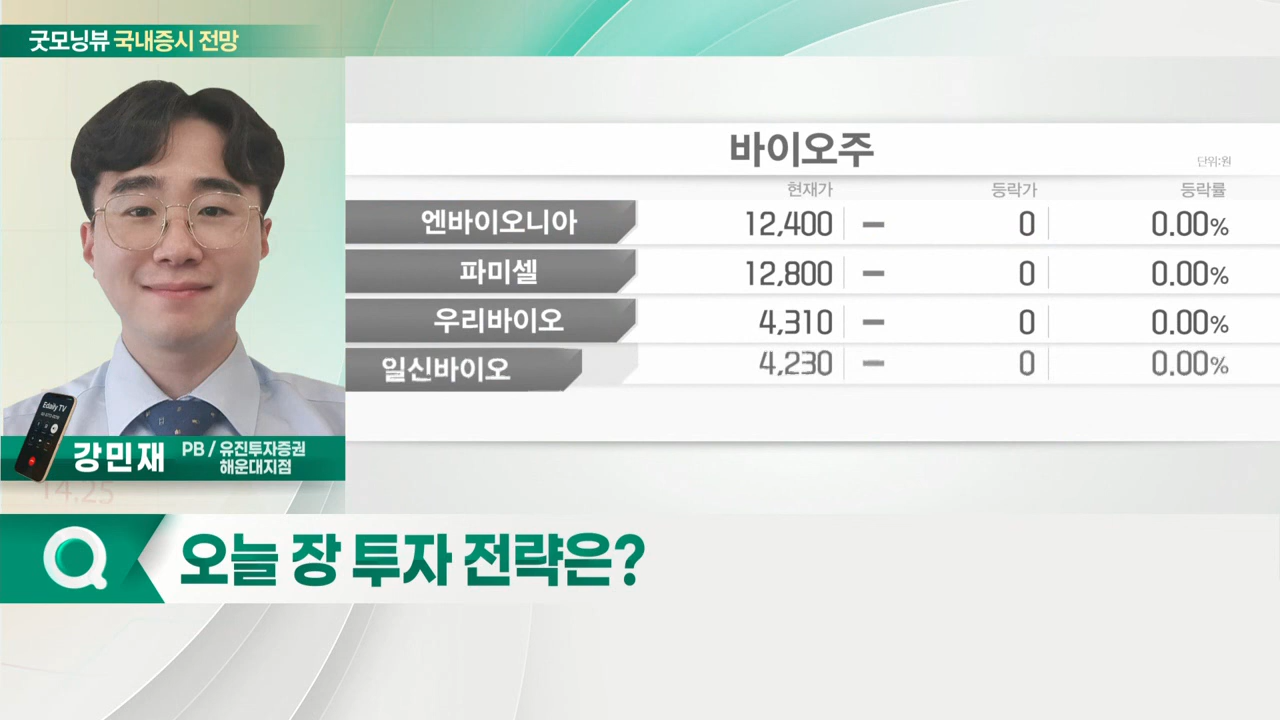 굿모닝뷰 국내증시 전망
바이오주
단위:원
현재가 등락가 등락률
엔바이오니아 12,400 0 0.00%
파미셀 12,800 0 0.00%
우리바이오 4,310 0 0.00%
일신바이오 4,230 0 0.00%
Edaily TV
강민재 PB / 유진투자증권
해운대지점
14.25
Q 오늘 장 투자 전략은?